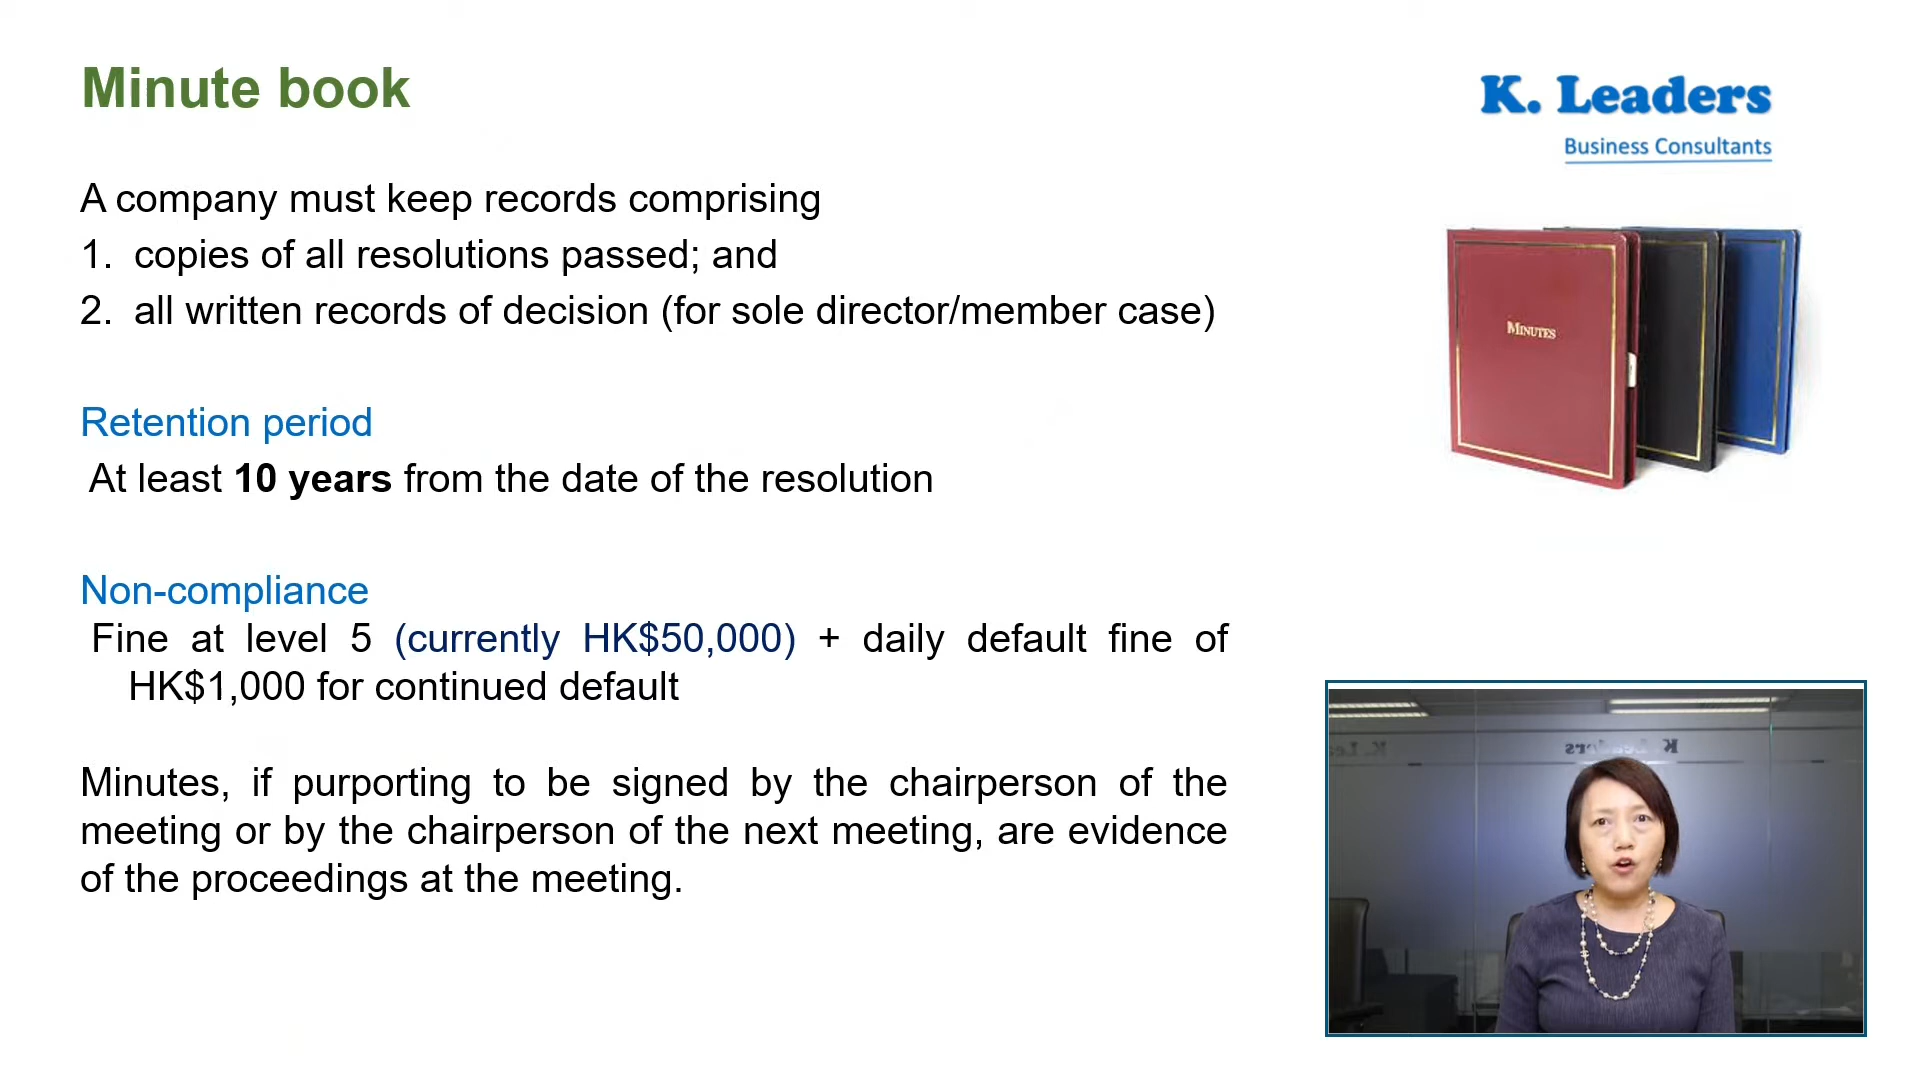 Minute book
K. Leaders
Business Consultants
A company must keep records comprising
1. copies of all resolutions passed; and
2. all written records of decision (for sole director/member case)
MINUTES
Retention period
At least 10 years from the date of the resolution
Non-compliance
Fine at level 5 (currently HK$50,000) + daily default fine of
HK$1,000 for continued default
Minutes, if purporting to be signed by the chairperson of the
meeting or by the chairperson of the next meeting, are evidence
of the proceedings at the meeting.
K. Leaders
K. Lea